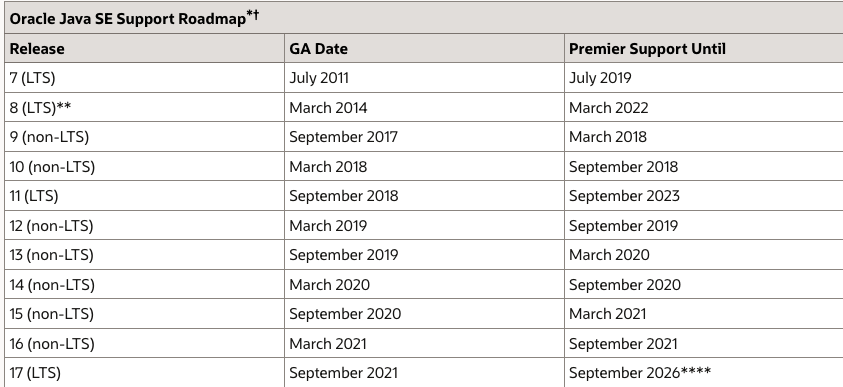 Oracle Java SE Support Roadmap*†
Release GA Date Premier Support Until
7 (LTS) July 2011 July 2019
8 (LTS)** March 2014 March 2022
9 (non-LTS) September 2017 March 2018
10 (non-LTS) March 2018 September 2018
11 (LTS) September 2018 September 2023
12 (non-LTS) March 2019 September 2019
13 (non-LTS) September 2019 March 2020
14 (non-LTS) March 2020 September 2020
15 (non-LTS) September 2020 March 2021
16 (non-LTS) March 2021 September 2021
17 (LTS) September 2021 September 2026****